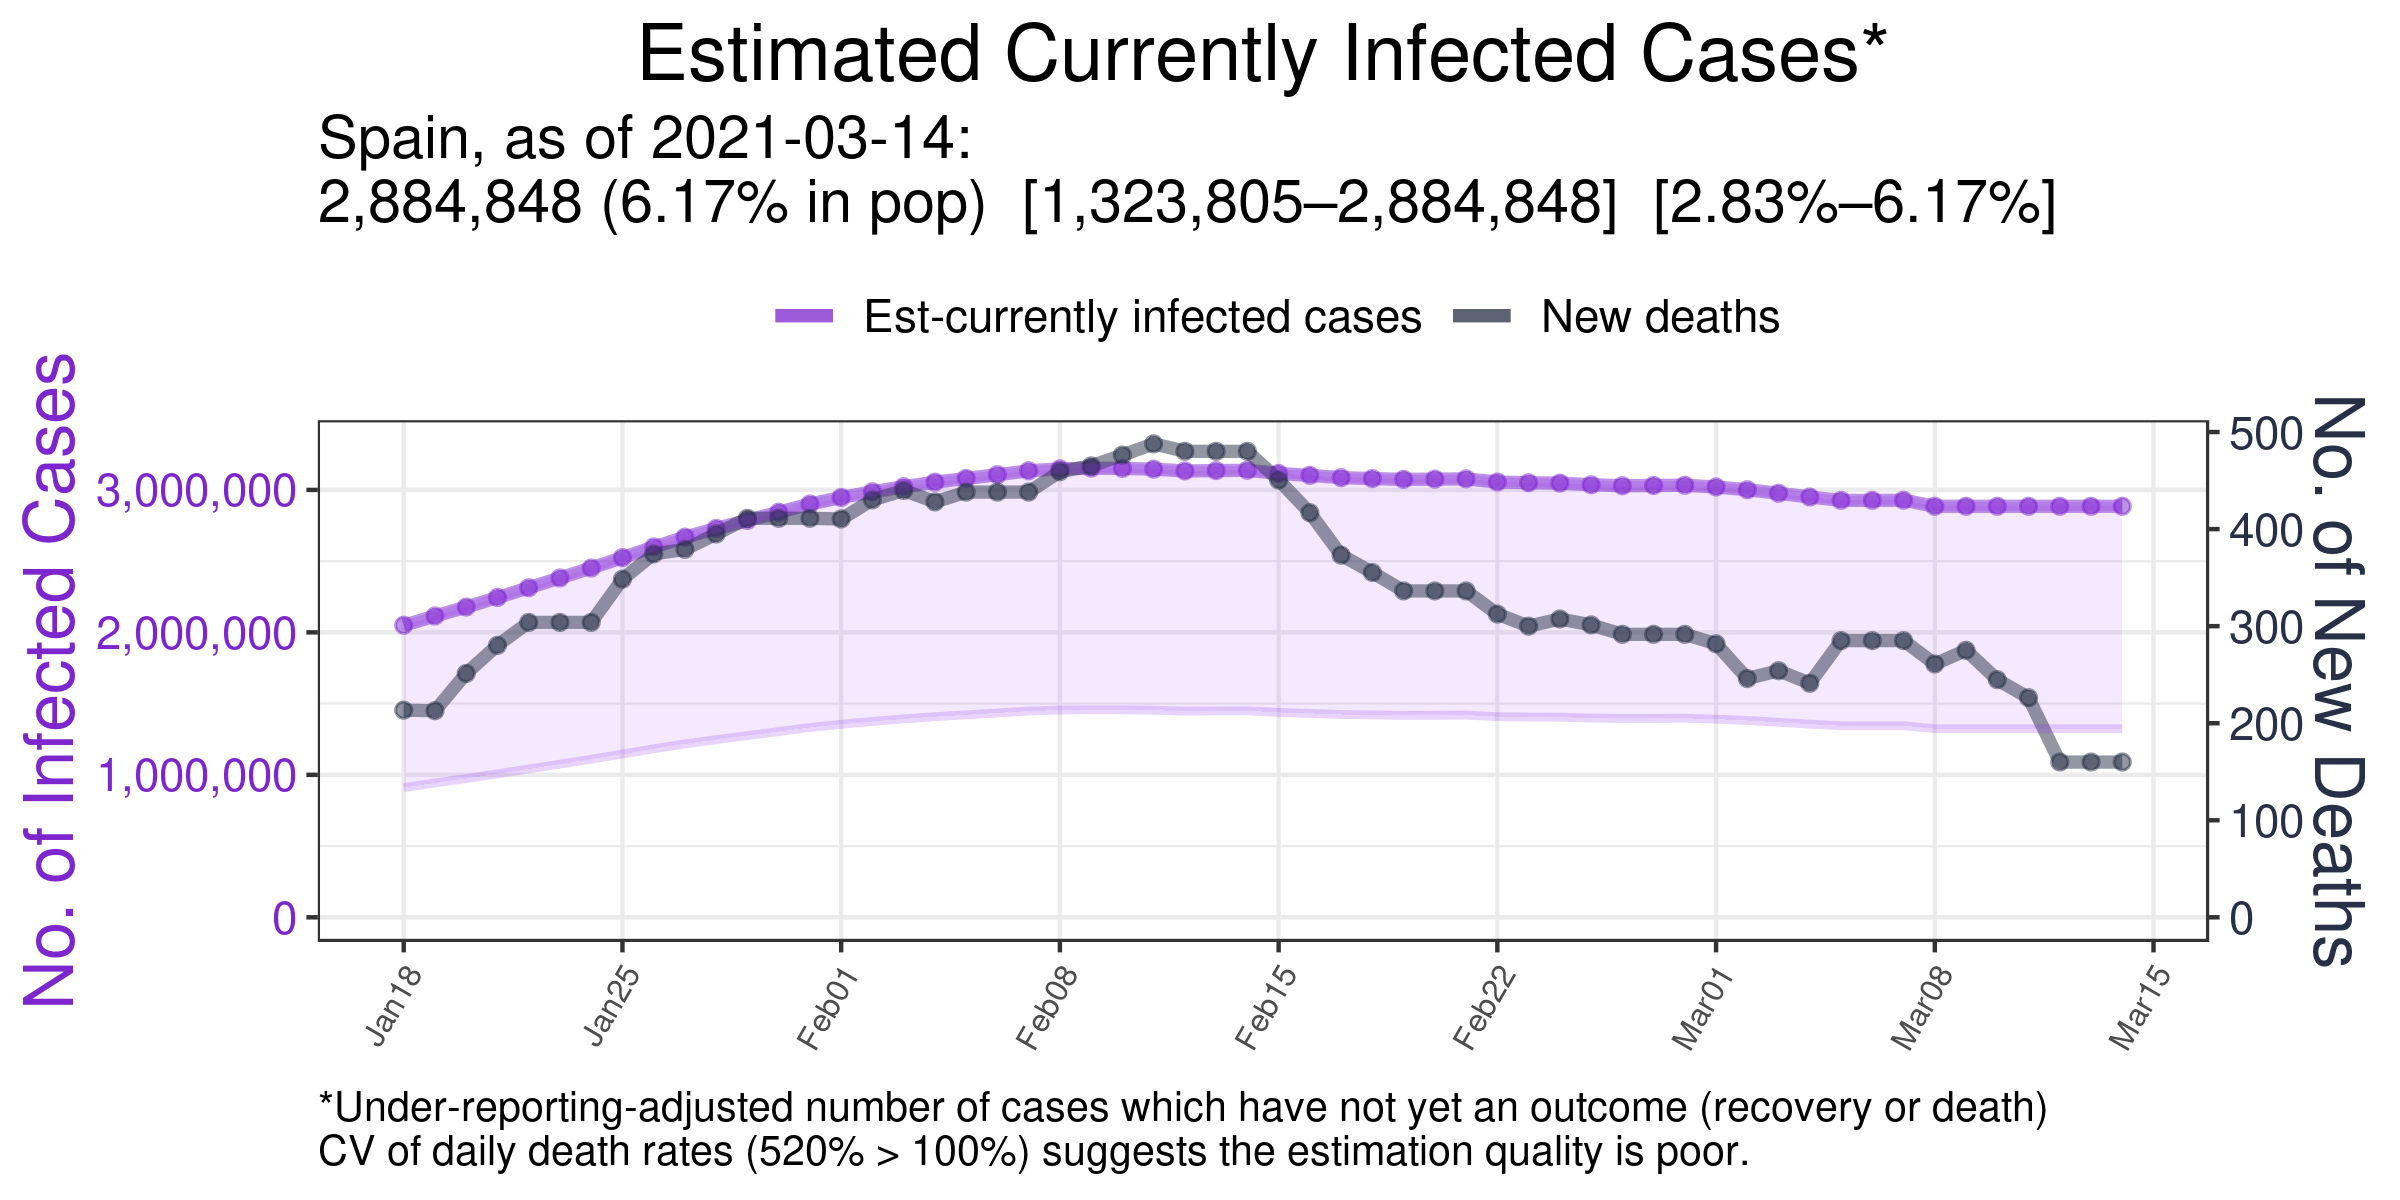 Estimated Currently Infected Cases*
Spain, as of 2021-03-14:
2,884,848 (6.17% in pop) [1,323,805–2,884,848] [2.83%–6.17%]
Est-currently infected cases
New deaths
No. of Infected Cases
3,000,000
2,000,000
1,000,000
0
500
400
300
200
100
0
No. of New Deaths
Jan18
Jan25
Feb01
Feb08
Feb15
Feb22
Mar01
Mar08
Mar15
*Under-reporting-adjusted number of cases which have not yet an outcome (recovery or death)
CV of daily death rates (520% > 100%) suggests the estimation quality is poor.